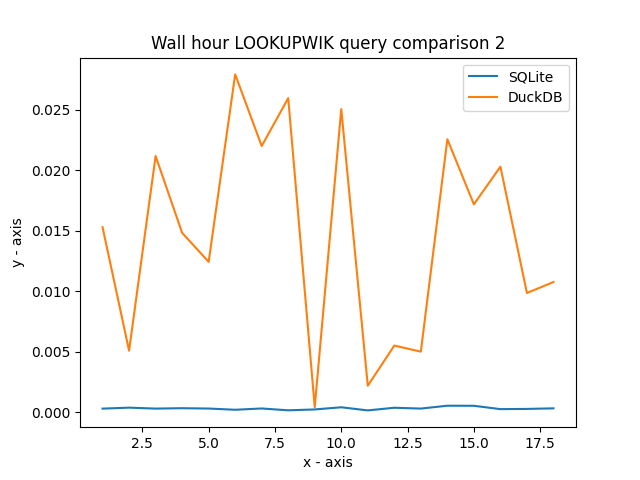 Wall hour LOOKUPWIK query comparison 2
SQLite
DuckDB
0.025
0.020
0.015
0.010
0.005
0.000
y - axis
2.5 5.0 7.5 10.0 12.5 15.0 17.5
x - axis